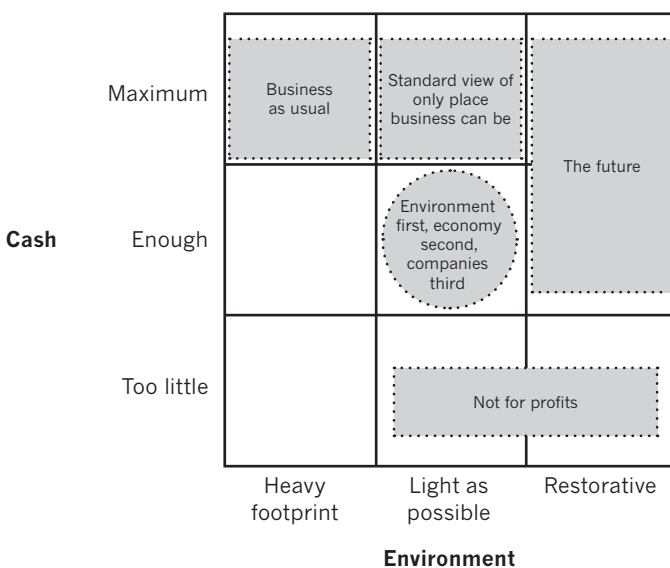 Maximum
Business
as usual
Standard view of
only place
business can be
The future
Cash
Enough
Environment
first, economy
second,
companies
third
Too little
Not for profits
Heavy
footprint
Light as
possible
Restorative
Environment